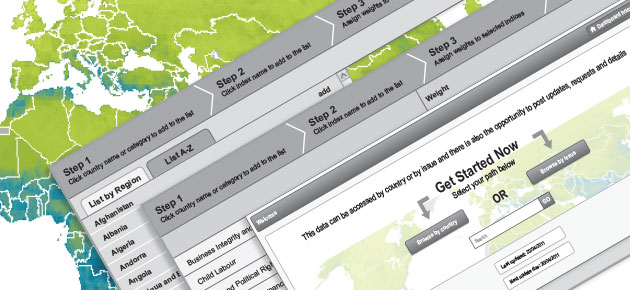 Step 3
Assign weights to selected indices
Step 2
Click index name to add to the list
add
Step 1
Click country name or category to add to the list
List by Region
List A-Z
Afghanistan
Albania
Algeria
Andorra
Angola
Step 3
Assign weights to selected indices
Step 2
Click index name to add to the list
Weight
Step 1
Click country name or category to add to the list
Business Integrity and
Child Labour
and Political Righ
Welcome
This data can be accessed by country or by issue and there is also the opportunity to post updates, requests and details
Get Started Now
Select your path below
Browse by country
OR
Browse by issue
Search
GO